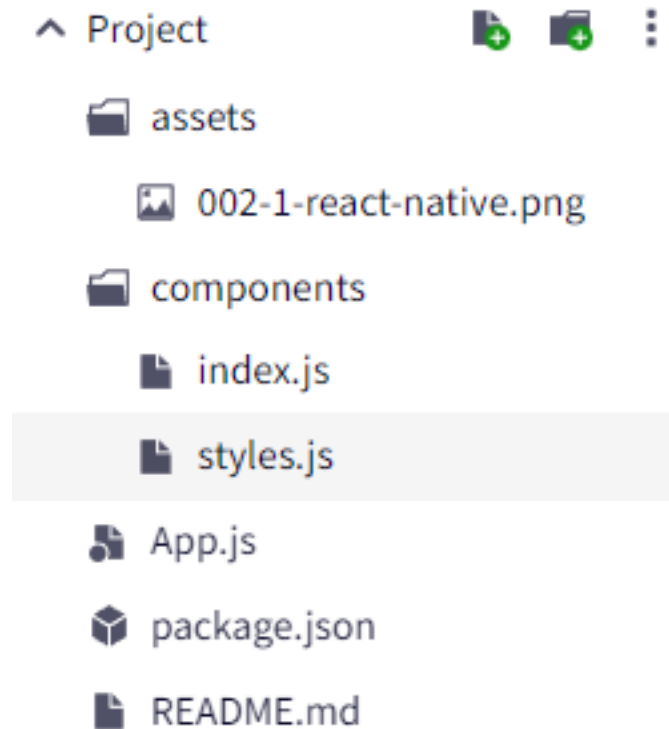 Project
assets
002-1-react-native.png
components
index.js
styles.js
App.js
package.json
README.md